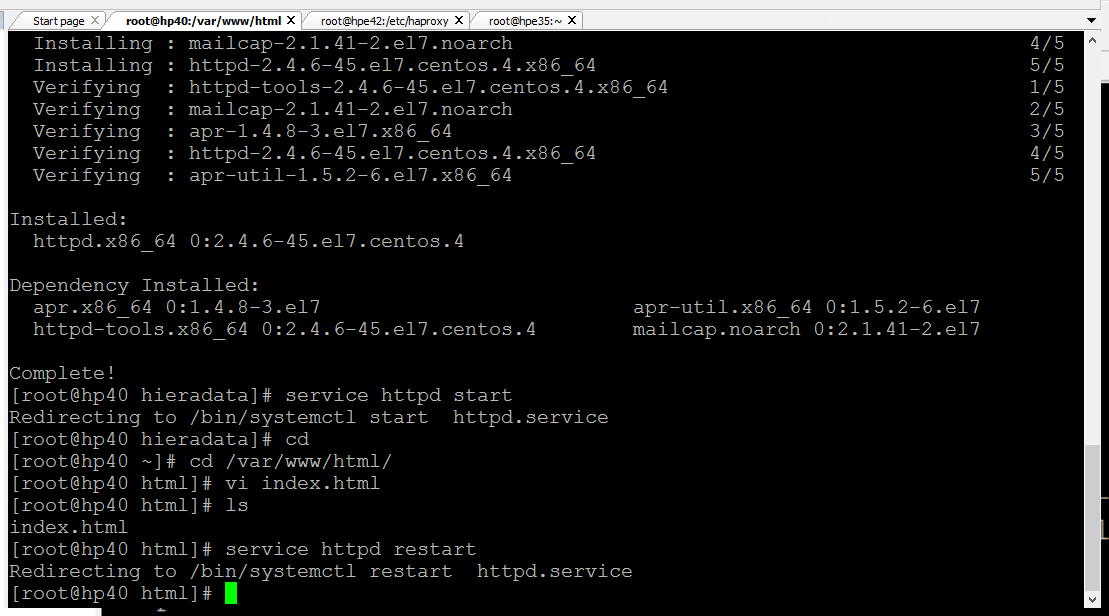 Start page root@hp40:/var/www/html root@hpe42:/etc/haproxy root@hpe35:~
Installing : mailcap-2.1.41-2.el7.noarch 4/5
Installing : httpd-2.4.6-45.el7.centos.4.x86_64 5/5
Verifying : httpd-tools-2.4.6-45.el7.centos.4.x86_64 1/5
Verifying : mailcap-2.1.41-2.el7.noarch 2/5
Verifying : apr-1.4.8-3.el7.x86_64 3/5
Verifying : httpd-2.4.6-45.el7.centos.4.x86_64 4/5
Verifying : apr-util-1.5.2-6.el7.x86_64 5/5
Installed:
httpd.x86_64 0:2.4.6-45.el7.centos.4
Dependency Installed:
apr.x86_64 0:1.4.8-3.el7 apr-util.x86_64 0:1.5.2-6.el7
httpd-tools.x86_64 0:2.4.6-45.el7.centos.4 mailcap.noarch 0:2.1.41-2.el7
Complete!
[root@hp40 hieradata]# service httpd start
Redirecting to /bin/systemctl start  httpd.service
[root@hp40 hieradata]# cd
[root@hp40 ~]# cd /var/www/html/
[root@hp40 html]# vi index.html
[root@hp40 html]# ls
index.html
[root@hp40 html]# service httpd restart
Redirecting to /bin/systemctl restart  httpd.service
[root@hp40 html]#